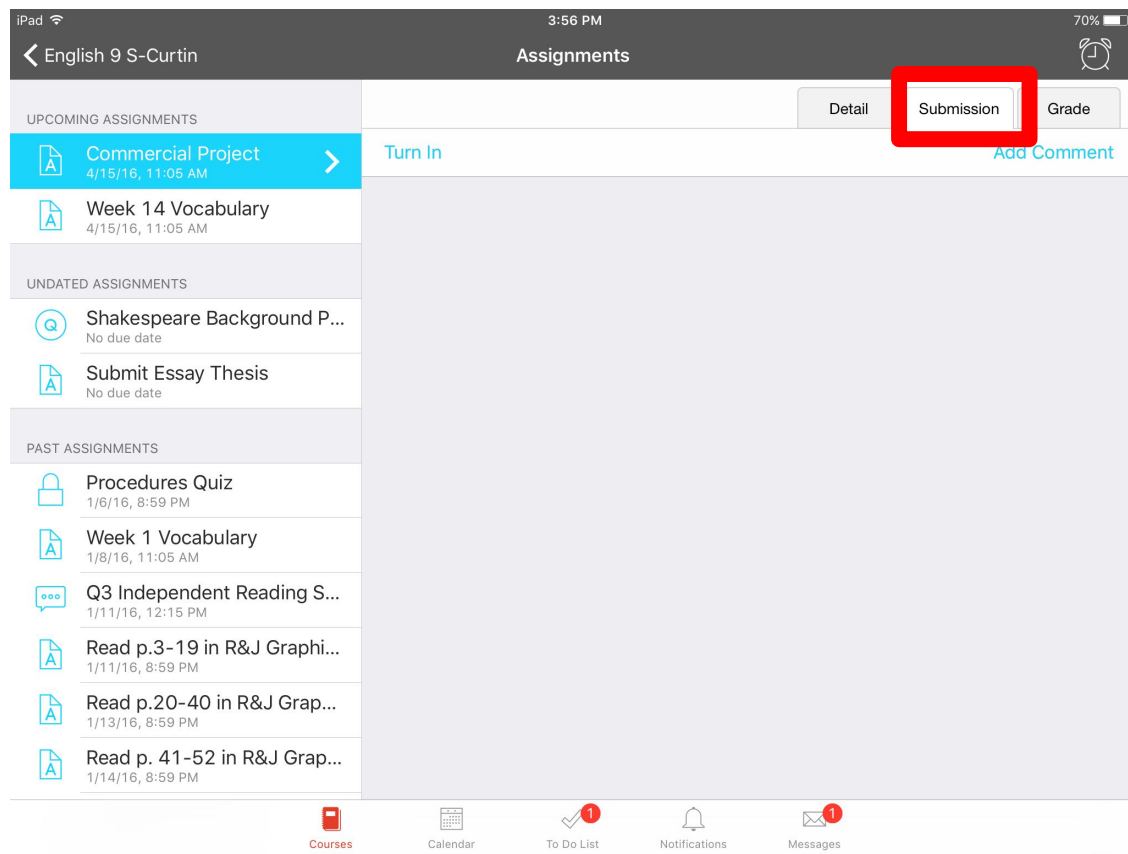 iPad 3:56 PM 70%
English 9 S-Curtin Assignments
Detail Submission Grade
UPCOMING ASSIGNMENTS
Commercial Project
4/15/16, 11:05 AM
Turn In Add Comment
Week 14 Vocabulary
4/15/16, 11:05 AM
UNDATED ASSIGNMENTS
Q
Shakespeare Background P...
No due date
A
Submit Essay Thesis
No due date
PAST ASSIGNMENTS
Procedures Quiz
1/6/16, 8:59 PM
A
Week 1 Vocabulary
1/8/16, 11:05 AM
Q3 Independent Reading S...
1/11/16, 12:15 PM
A
Read p.3-19 in R&J Graphi...
1/11/16, 8:59 PM
A
Read p.20-40 in R&J Grap...
1/13/16, 8:59 PM
A
Read p. 41-52 in R&J Grap...
1/14/16, 8:59 PM
1 1
Courses Calendar To Do List Notifications Messages